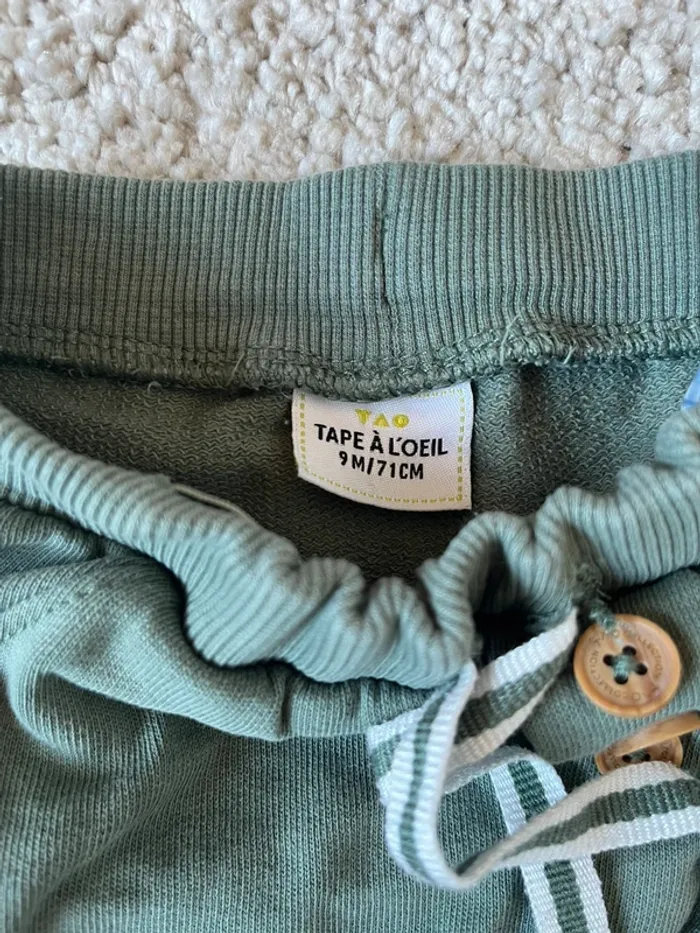 TAO
TAPE À L'OEIL
9M/71CM